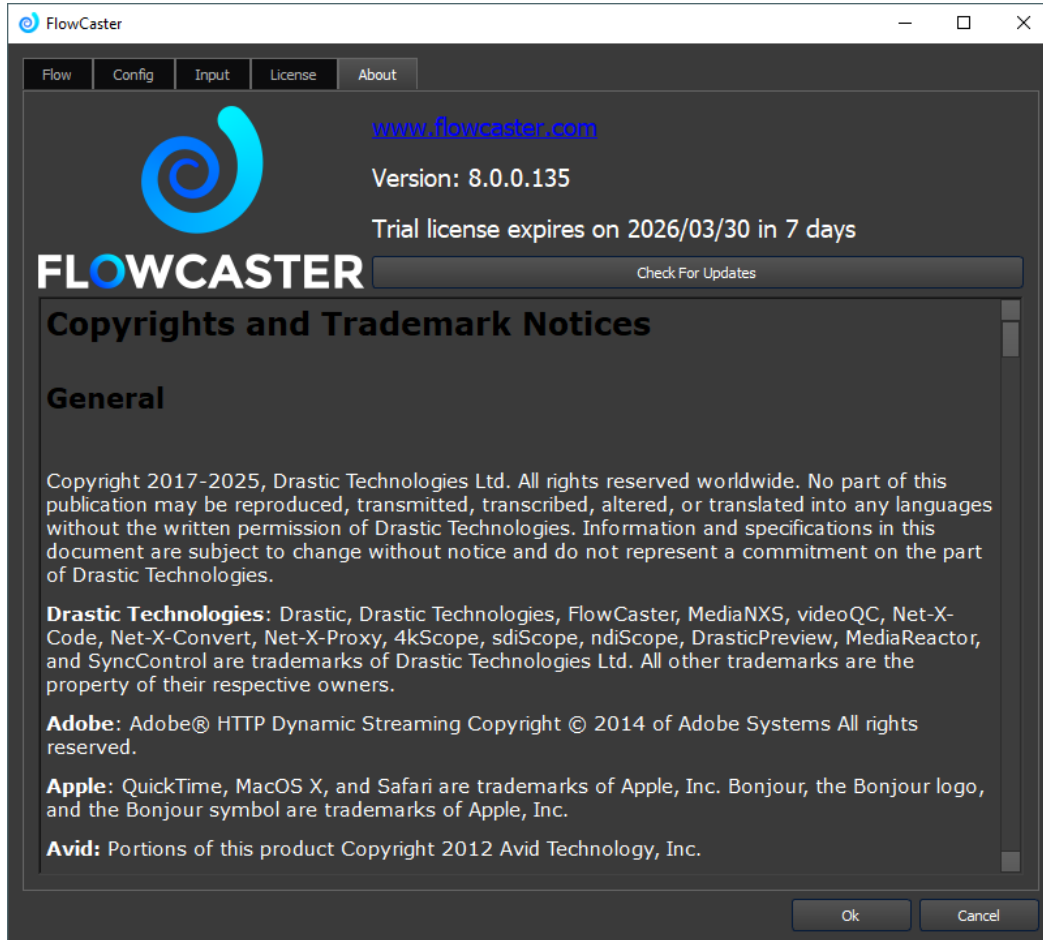 FlowCaster
Flow Config Input License About
www.flowcaster.com
Version: 8.0.0.135
Trial license expires on 2026/03/30 in 7 days
FLOWCASTER
Check For Updates
Copyrights and Trademark Notices
General
Copyright 2017-2025, Drastic Technologies Ltd. All rights reserved worldwide. No part of this
publication may be reproduced, transmitted, transcribed, altered, or translated into any languages
without the written permission of Drastic Technologies. Information and specifications in this
document are subject to change without notice and do not represent a commitment on the part
of Drastic Technologies.
Drastic Technologies: Drastic, Drastic Technologies, FlowCaster, MediaNXS, videoQC, Net-X-
Code, Net-X-Convert, Net-X-Proxy, 4kScope, sdiScope, ndiScope, DrasticPreview, MediaReactor,
and SyncControl are trademarks of Drastic Technologies Ltd. All other trademarks are the
property of their respective owners.
Adobe: Adobe® HTTP Dynamic Streaming Copyright © 2014 of Adobe Systems All rights
reserved.
Apple: QuickTime, MacOS X, and Safari are trademarks of Apple, Inc. Bonjour, the Bonjour logo,
and the Bonjour symbol are trademarks of Apple, Inc.
Avid: Portions of this product Copyright 2012 Avid Technology, Inc.
Ok Cancel